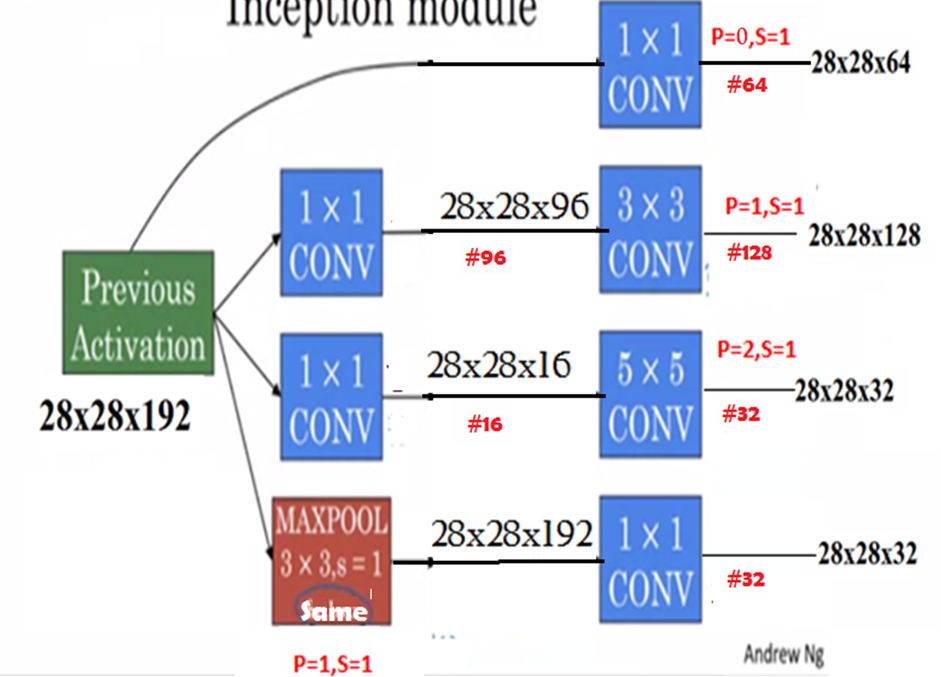 Inception module
1 × 1
CONV
P=0,S=1
#64
28x28x64
1 × 1
CONV
28x28x96
#96
3 × 3
CONV
P=1,S=1
#128
28x28x128
Previous
Activation
28x28x192
1 × 1
CONV
28x28x16
#16
5 × 5
CONV
P=2,S=1
#32
28x28x32
MAXPOOL
3 × 3,s = 1
Same
P=1,S=1
28x28x192
1 × 1
CONV
#32
28x28x32
Andrew Ng